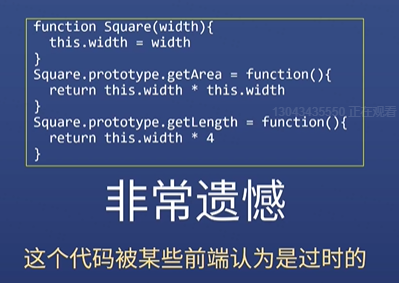 function Square(width){
  this.width = width
}
Square.prototype.getArea = function(){
  return this.width * this.width
}
Square.prototype.getLength = function(){
  return this.width * 4
}
13043435550 正在观看
非常遗憾
这个代码被某些前端认为是过时的